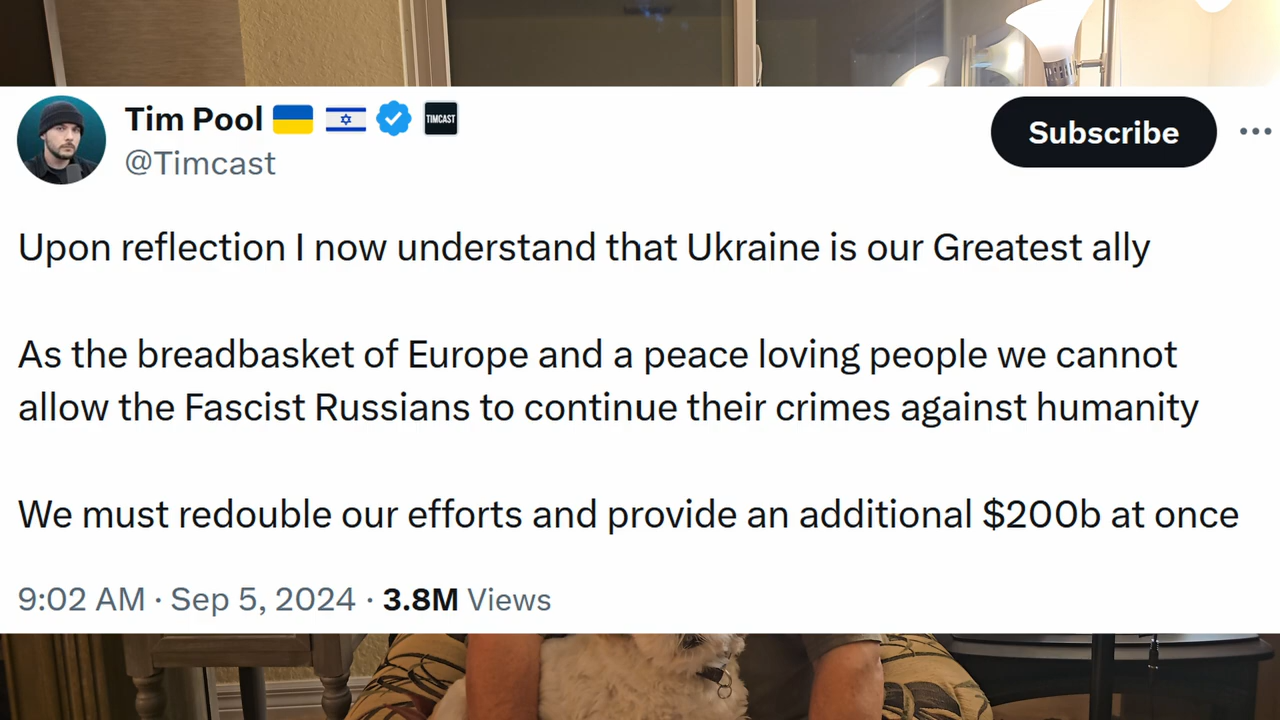 Tim Pool 🇺🇦 🇮🇱 TIMCAST
@Timcast
Subscribe
Upon reflection I now understand that Ukraine is our Greatest ally
As the breadbasket of Europe and a peace loving people we cannot
allow the Fascist Russians to continue their crimes against humanity
We must redouble our efforts and provide an additional $200b at once
9:02 AM · Sep 5, 2024 · 3.8M Views